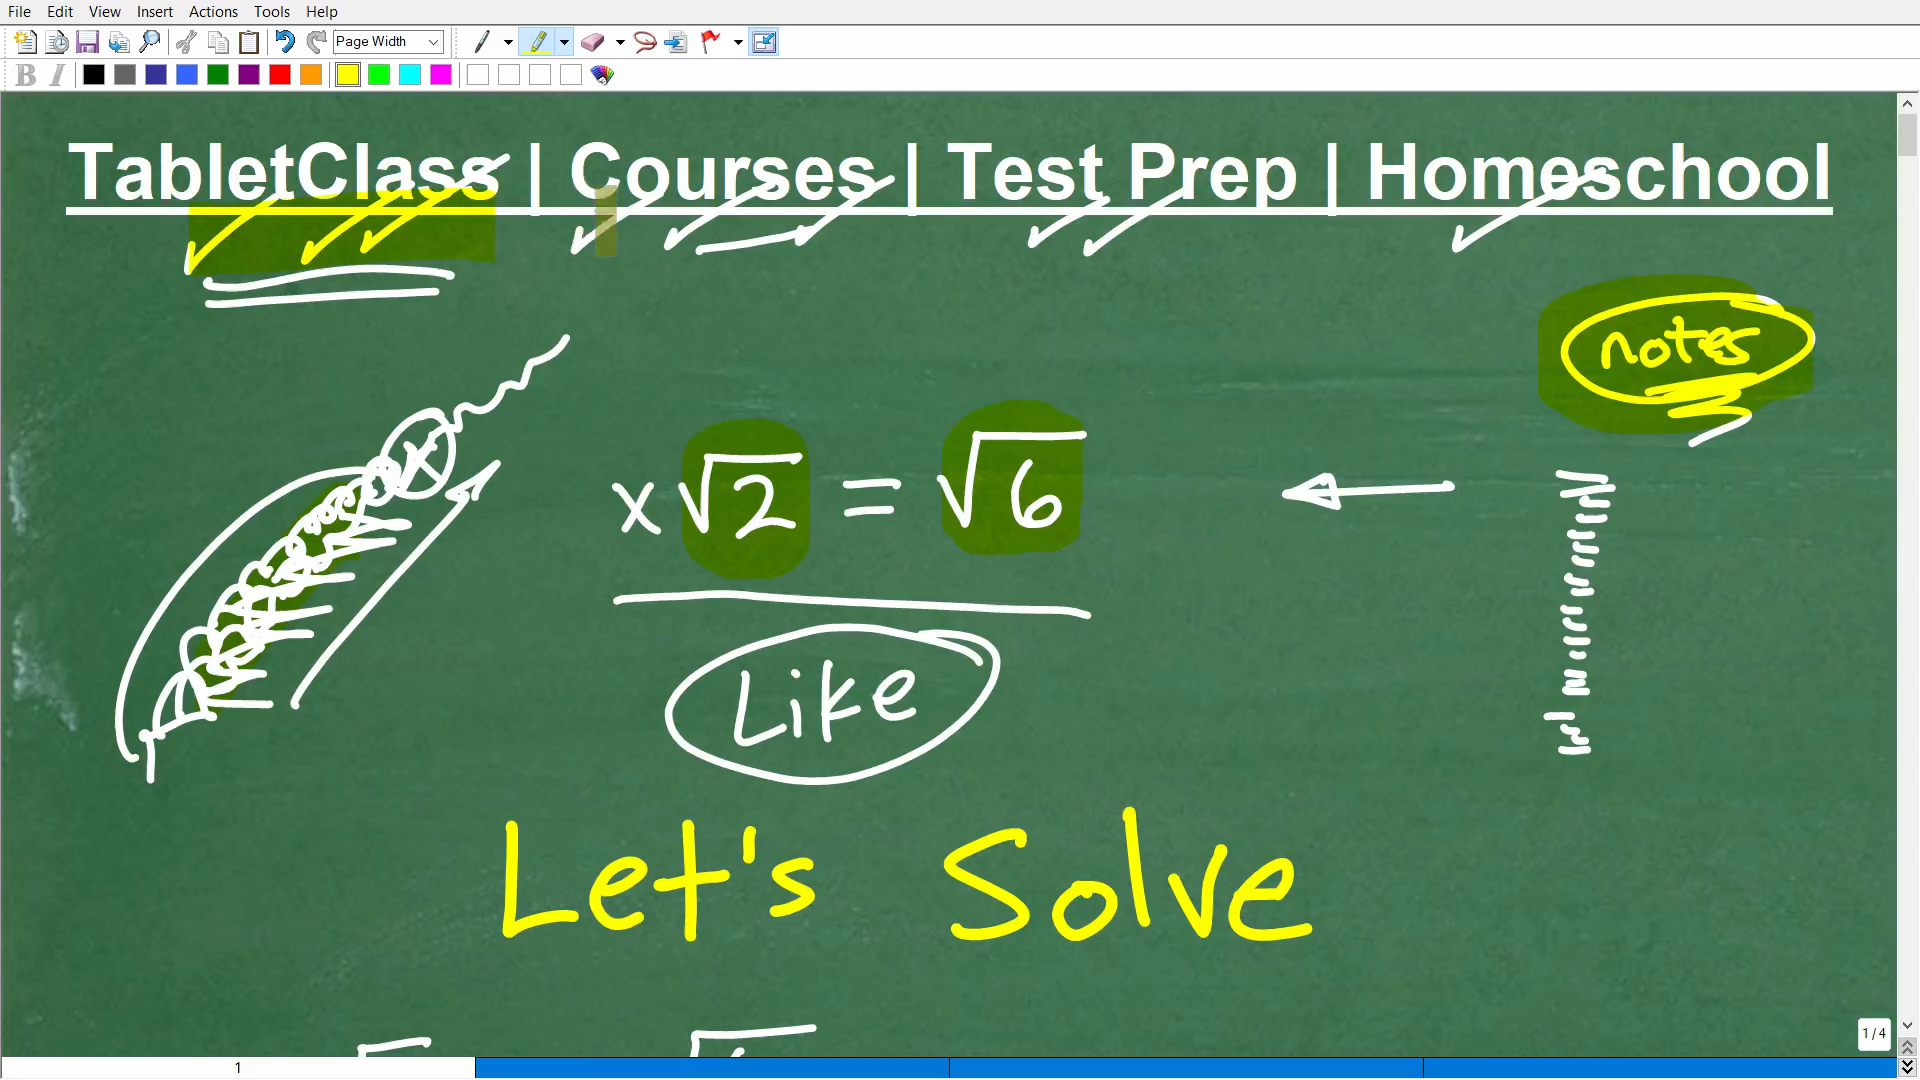 File Edit View Insert Actions Tools Help
Page Width
B I
TabletClass | Courses | Test Prep | Homeschool
notes
x√2 = √6
Like
Let's Solve
1 / 4
1